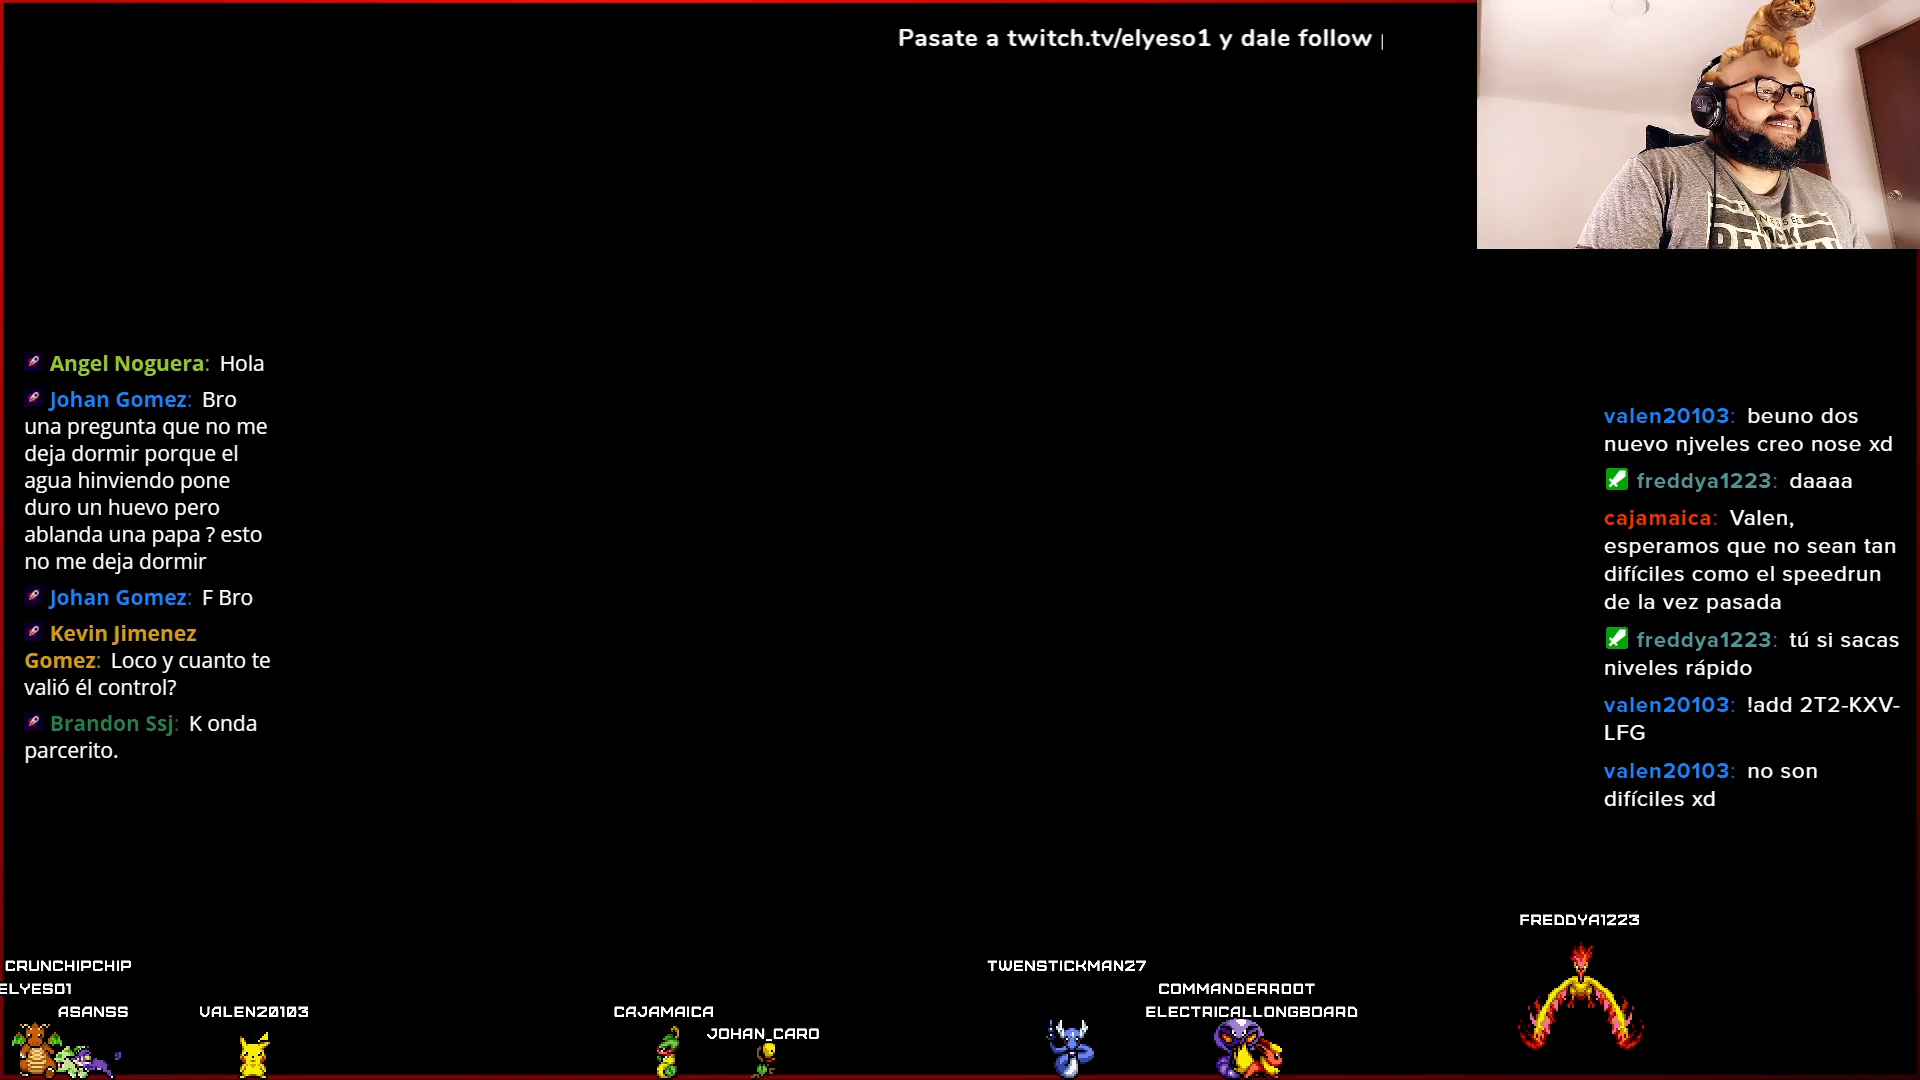 Pasate a twitch.tv/elyeso1 y dale follow |
Angel Noguera: Hola
Johan Gomez: Bro
una pregunta que no me
deja dormir porque el
agua hinviendo pone
duro un huevo pero
ablanda una papa ? esto
no me deja dormir
Johan Gomez: F Bro
Kevin Jimenez
Gomez: Loco y cuanto te
valió él control?
Brandon Ssj: K onda
parcerito.
valen20103: beuno dos
nuevo njveles creo nose xd
freddya1223: daaaa
cajamaica: Valen,
esperamos que no sean tan
difíciles como el speedrun
de la vez pasada
freddya1223: tú si sacas
niveles rápido
valen20103: !add 2T2-KXV-
LFG
valen20103: no son
difíciles xd
FREDDYA1223
CRUNCHIPCHIP
ELYESO1
ASANSS
VALEN20103
CAJAMAICA
JOHAN_CARO
TWENSTICKMAN27
COMMANDERROOT
ELECTRICALLONGBOARD